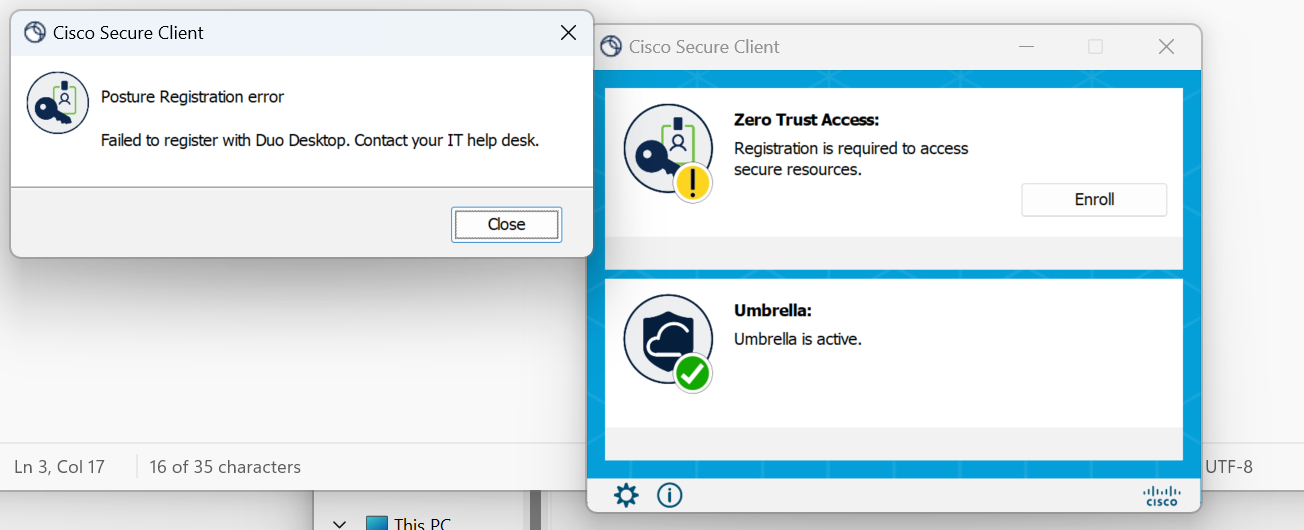 Cisco Secure Client
Posture Registration error
Failed to register with Duo Desktop. Contact your IT help desk.
Close
Cisco Secure Client
Zero Trust Access:
Registration is required to access
secure resources.
Enroll
Umbrella:
Umbrella is active.
CISCO
Ln 3, Col 17
16 of 35 characters
UTF-8
This PC